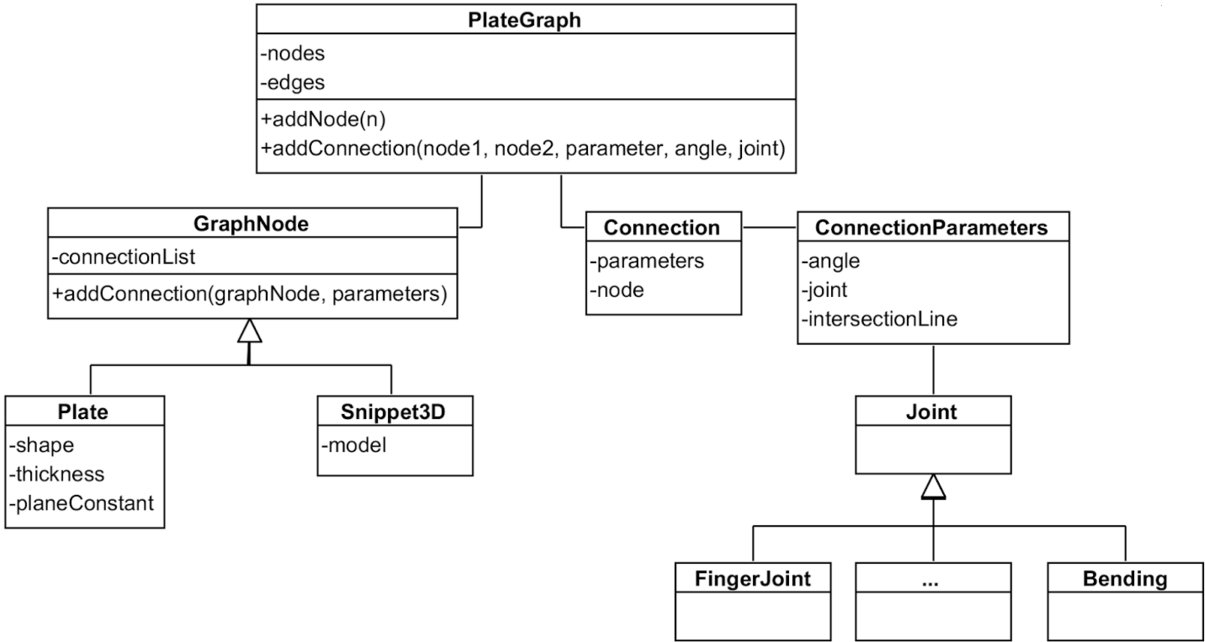 PlateGraph
-nodes
-edges
+addNode(n)
+addConnection(node1, node2, parameter, angle, joint)
GraphNode
-connectionList
+addConnection(graphNode, parameters)
Connection
-parameters
-node
ConnectionParameters
-angle
-joint
-intersectionLine
Plate
-shape
-thickness
-planeConstant
Snippet3D
-model
Joint
FingerJoint
...
Bending